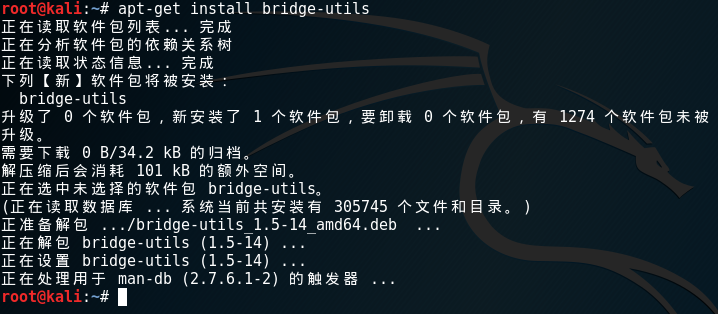 root@kali:~# apt-get install bridge-utils
正在读取软件包列表... 完成
正在分析软件包的依赖关系树
正在读取状态信息... 完成
下列【新】软件包将被安装：
  bridge-utils
升级了 0 个软件包，新安装了 1 个软件包，要卸载 0 个软件包，有 1274 个软件包未被
升级。
需要下载 0 B/34.2 kB 的归档。
解压缩后会消耗 101 kB 的额外空间。
正在选中未选择的软件包 bridge-utils。
(正在读取数据库 ... 系统当前共安装有 305745 个文件和目录。)
正准备解包 .../bridge-utils_1.5-14_amd64.deb  ...
正在解包 bridge-utils (1.5-14) ...
正在设置 bridge-utils (1.5-14) ...
正在处理用于 man-db (2.7.6.1-2) 的触发器 ...
root@kali:~#